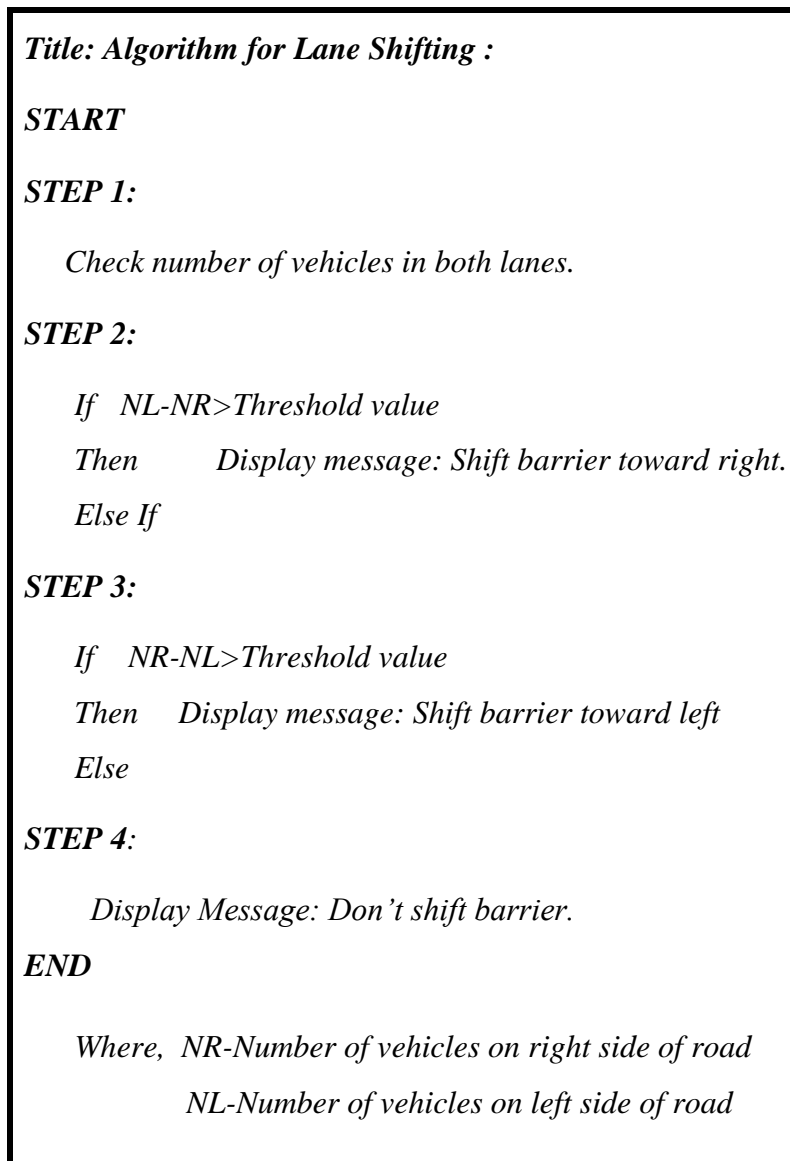 Title: Algorithm for Lane Shifting :
START
STEP 1:
Check number of vehicles in both lanes.
STEP 2:
If NL-NR>Threshold value
Then Display message: Shift barrier toward right.
Else If
STEP 3:
If NR-NL>Threshold value
Then Display message: Shift barrier toward left
Else
STEP 4:
Display Message: Don’t shift barrier.
END
Where, NR-Number of vehicles on right side of road
NL-Number of vehicles on left side of road